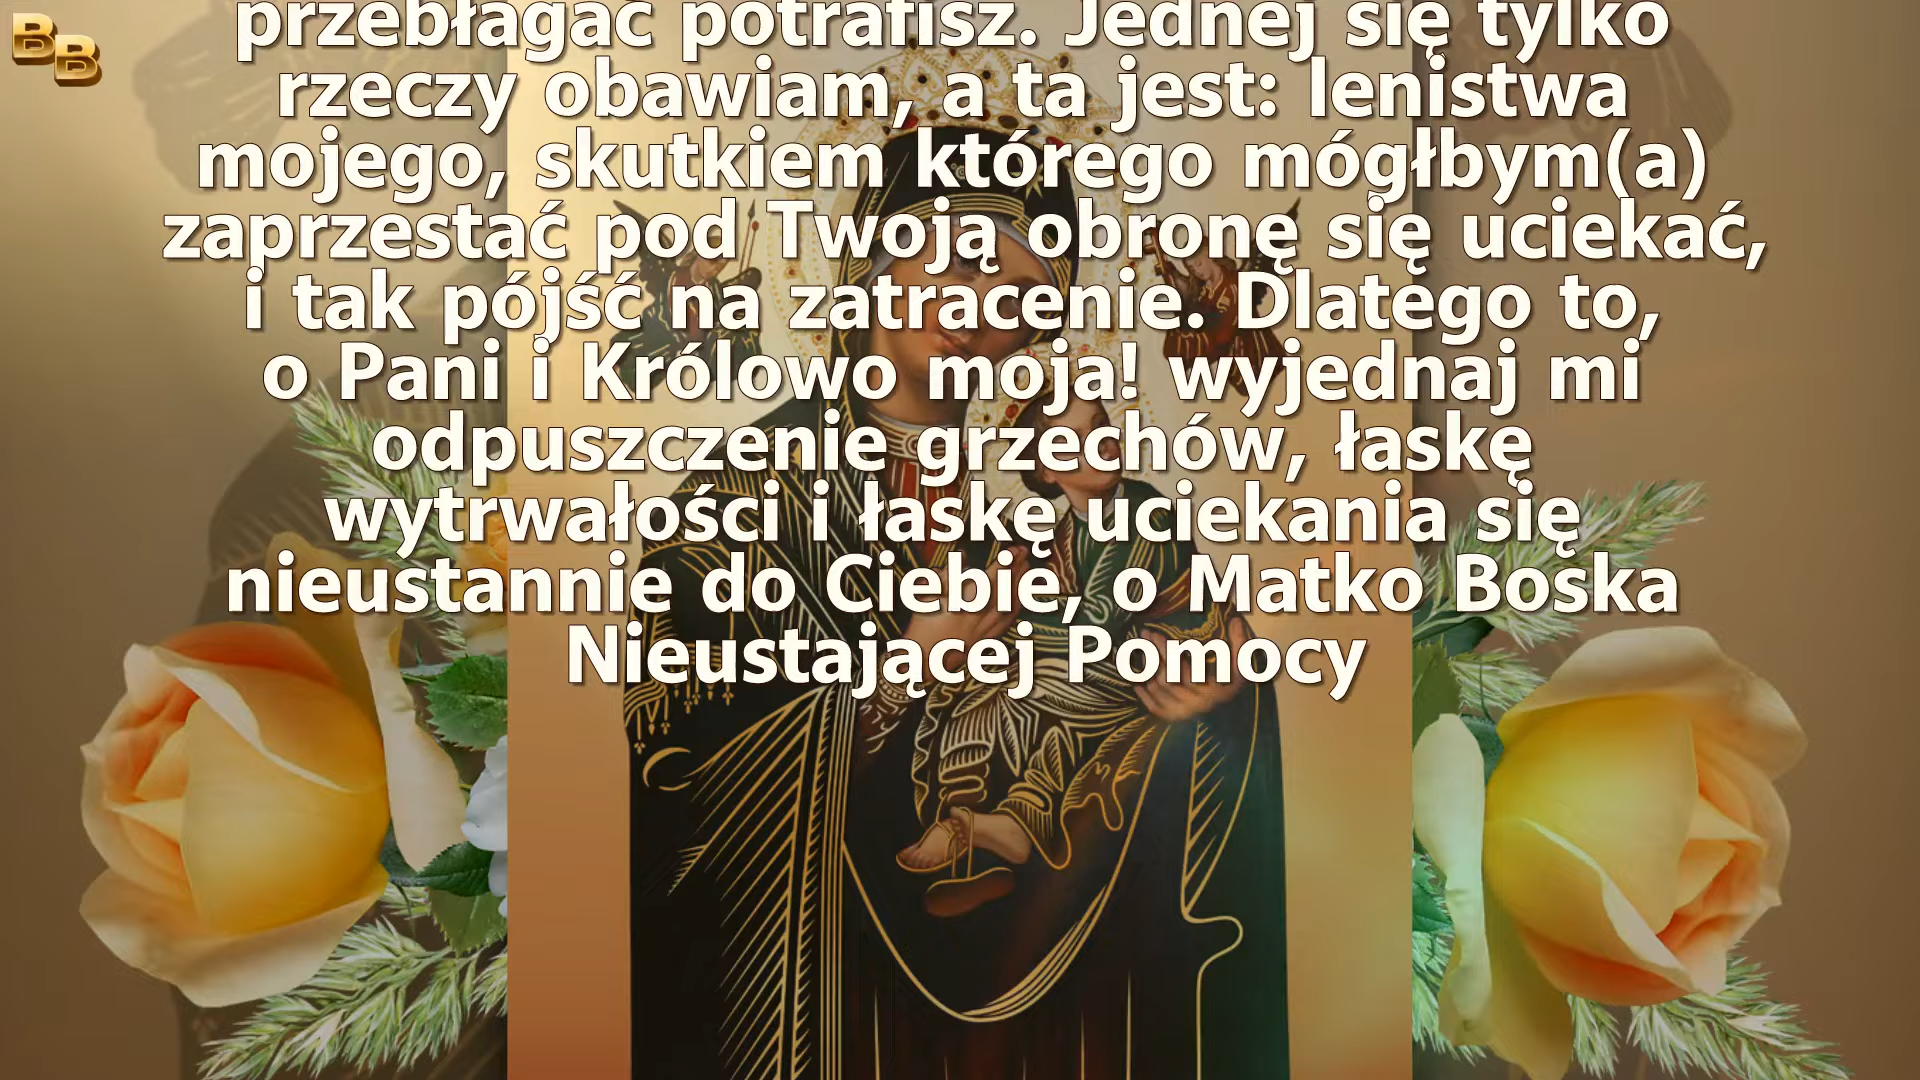 B
B
przebłagać potrafisz. Jednej się tylko
rzeczy obawiam, a ta jest: lenistwa
mojego, skutkiem którego mógłbym(a)
zaprzestać pod Twoją obronę się uciekać,
i tak pójść na zatracenie. Dlatego to,
o Pani i Królowo moja! wyjednaj mi
odpuszczenie grzechów, łaskę
wytrwałości i łaskę uciekania się
nieustannie do Ciebie, o Matko Boska
Nieustającej Pomocy